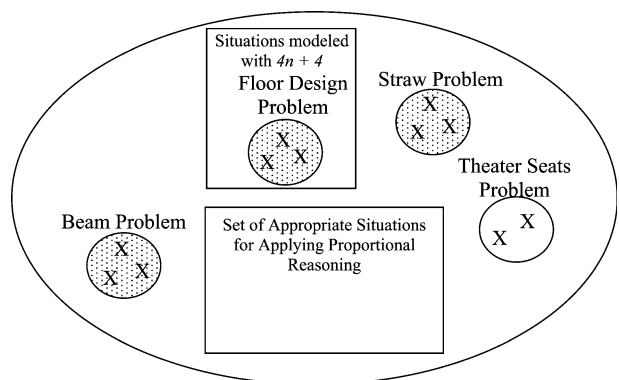 Situations modeled
with 4n + 4
Floor Design
Problem
X
X
X
Straw Problem
X
X
X
Theater Seats
Problem
X
X
Beam Problem
X
X
X
Set of Appropriate Situations
for Applying Proportional
Reasoning